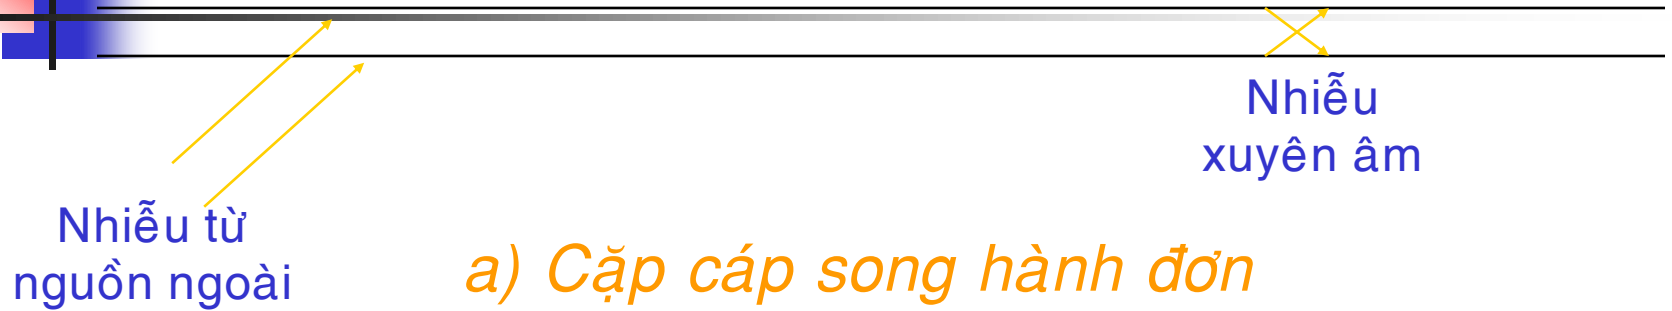 Nhiễu
xuyên âm
Nhiễu từ
nguồn ngoài
a) Cặp cáp song hành đơn